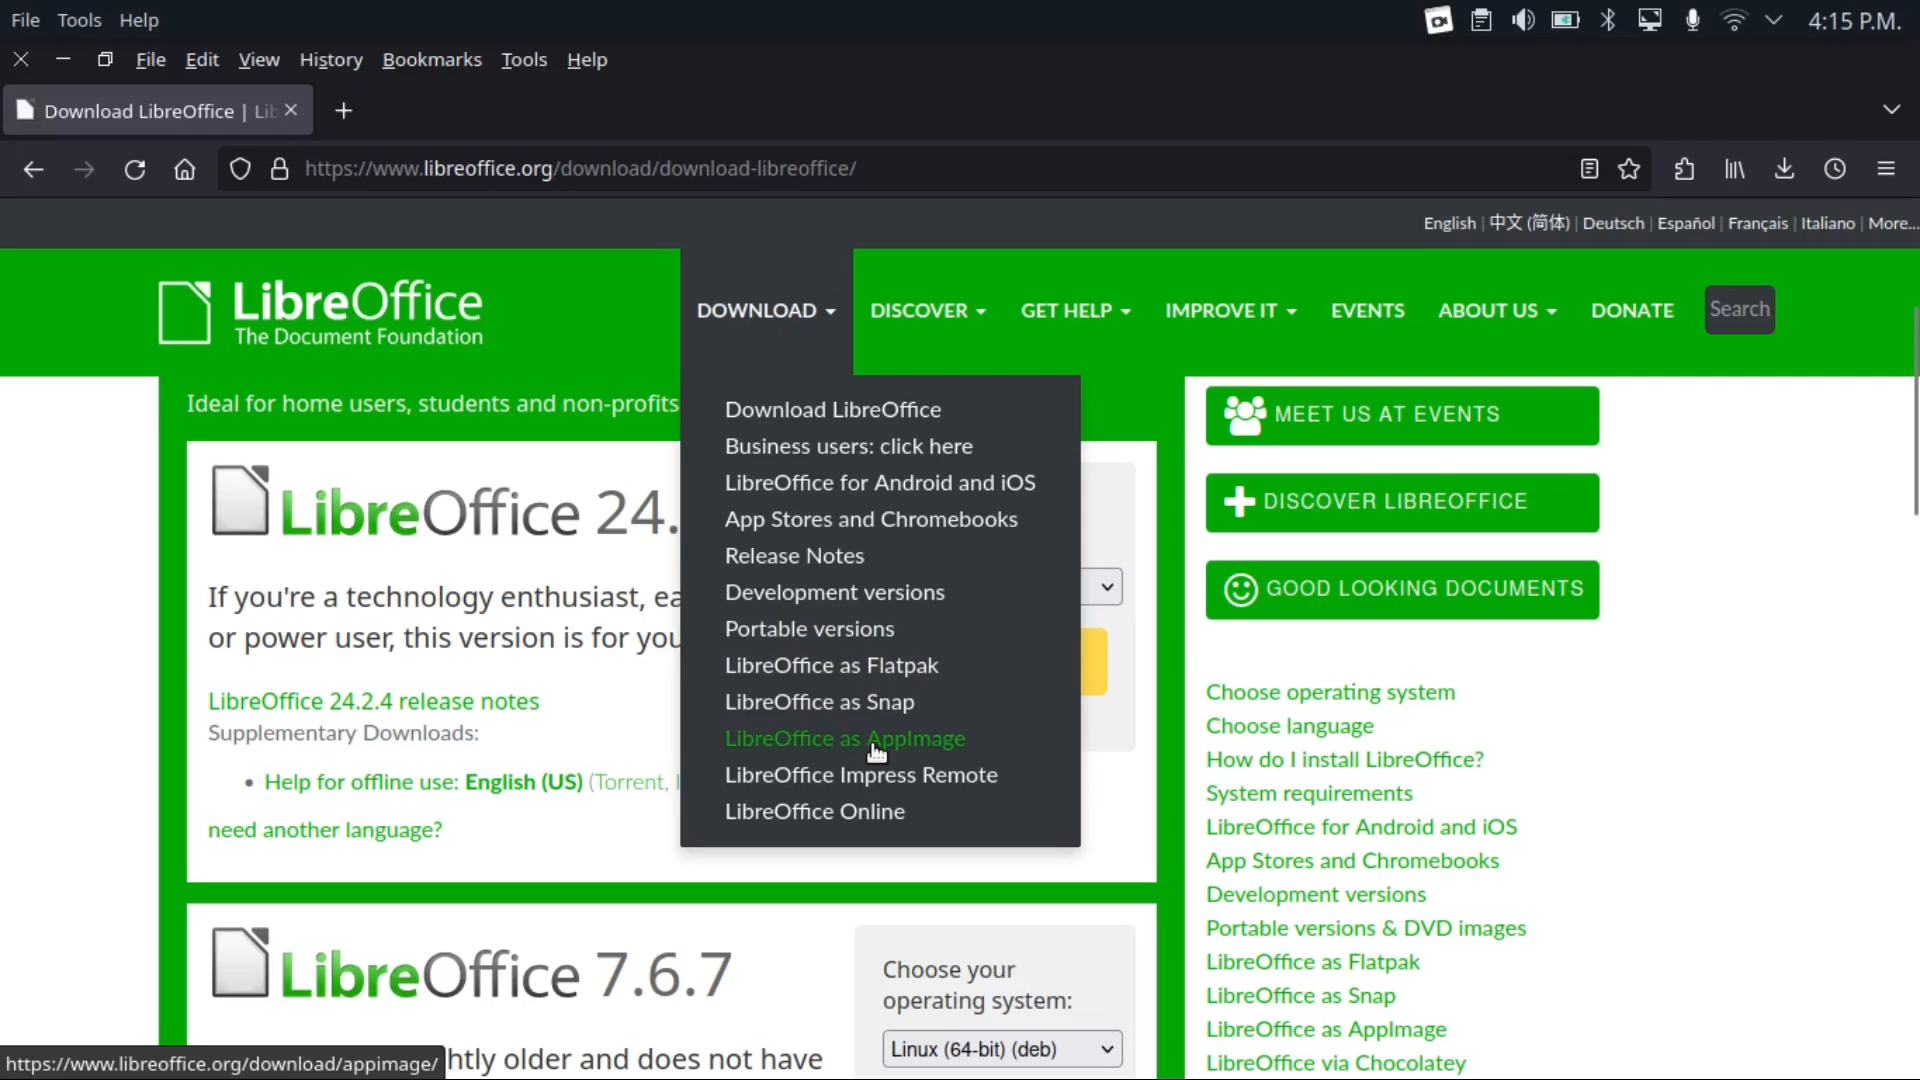 File Tools Help
4:15 P.M.
File Edit View History Bookmarks Tools Help
Download LibreOffice | Lib
https://www.libreoffice.org/download/download-libreoffice/
English | 中文 (简体) | Deutsch | Español | Français | Italiano | More...
LibreOffice
The Document Foundation
DOWNLOAD DISCOVER GET HELP IMPROVE IT EVENTS ABOUT US DONATE Search
Download LibreOffice
Business users: click here
LibreOffice for Android and iOS
App Stores and Chromebooks
Release Notes
Development versions
Portable versions
LibreOffice as Flatpak
LibreOffice as Snap
LibreOffice as AppImage
LibreOffice Impress Remote
LibreOffice Online
Ideal for home users, students and non-profits
LibreOffice 24.
If you're a technology enthusiast, ea
or power user, this version is for you
LibreOffice 24.2.4 release notes
Supplementary Downloads:
• Help for offline use: English (US) (Torrent,
need another language?
LibreOffice 7.6.7
htly older and does not have
Choose your
operating system:
Linux (64-bit) (deb)
MEET US AT EVENTS
DISCOVER LIBREOFFICE
GOOD LOOKING DOCUMENTS
Choose operating system
Choose language
How do I install LibreOffice?
System requirements
LibreOffice for Android and iOS
App Stores and Chromebooks
Development versions
Portable versions & DVD images
LibreOffice as Flatpak
LibreOffice as Snap
LibreOffice as AppImage
LibreOffice via Chocolatey
https://www.libreoffice.org/download/appimage/